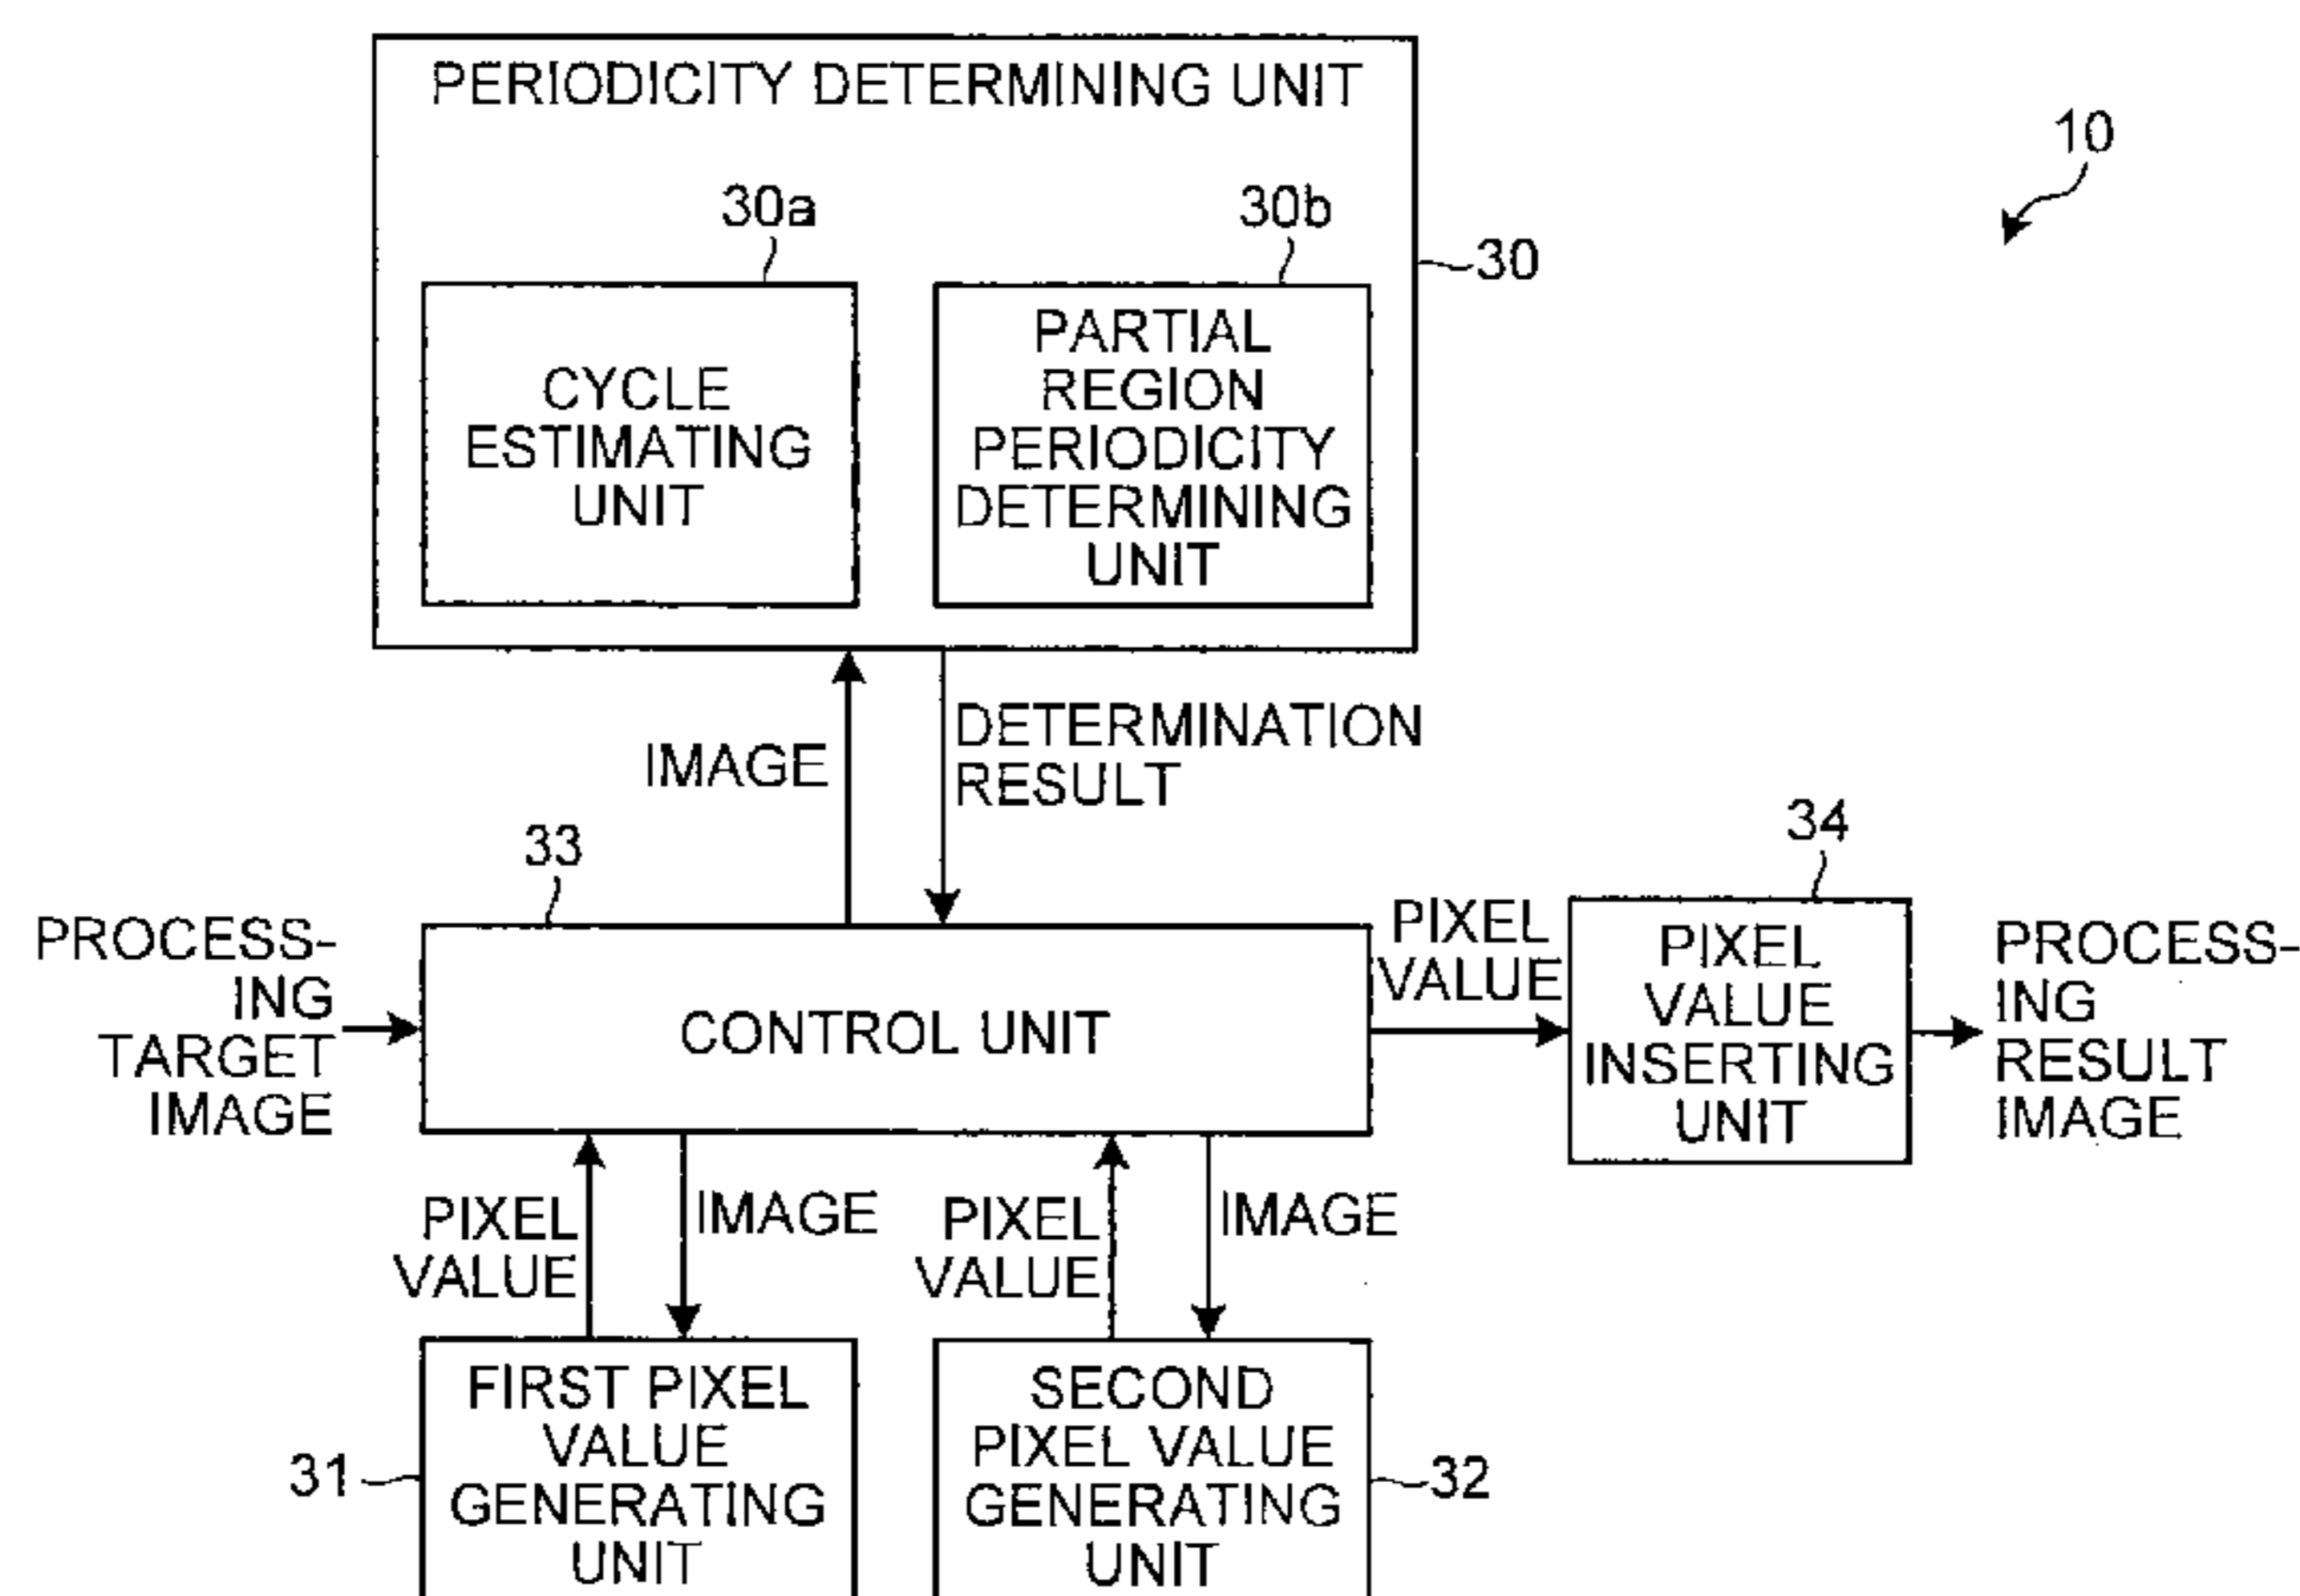 PERIODICITY DETERMINING UNIT
10
30a
30b
30
CYCLE
ESTIMATING
UNIT
PARTIAL
REGION
PERIODICITY
DETERMINING
UNIT
IMAGE
DETERMINATION
RESULT
33
34
PROCESS-
ING
TARGET
IMAGE
CONTROL UNIT
PIXEL
VALUE
PIXEL
VALUE
INSERTING
UNIT
PROCESS-
ING
RESULT
IMAGE
PIXEL
VALUE
IMAGE
PIXEL
VALUE
IMAGE
31
FIRST PIXEL
VALUE
GENERATING
UNIT
SECOND
PIXEL VALUE
GENERATING
UNIT
32